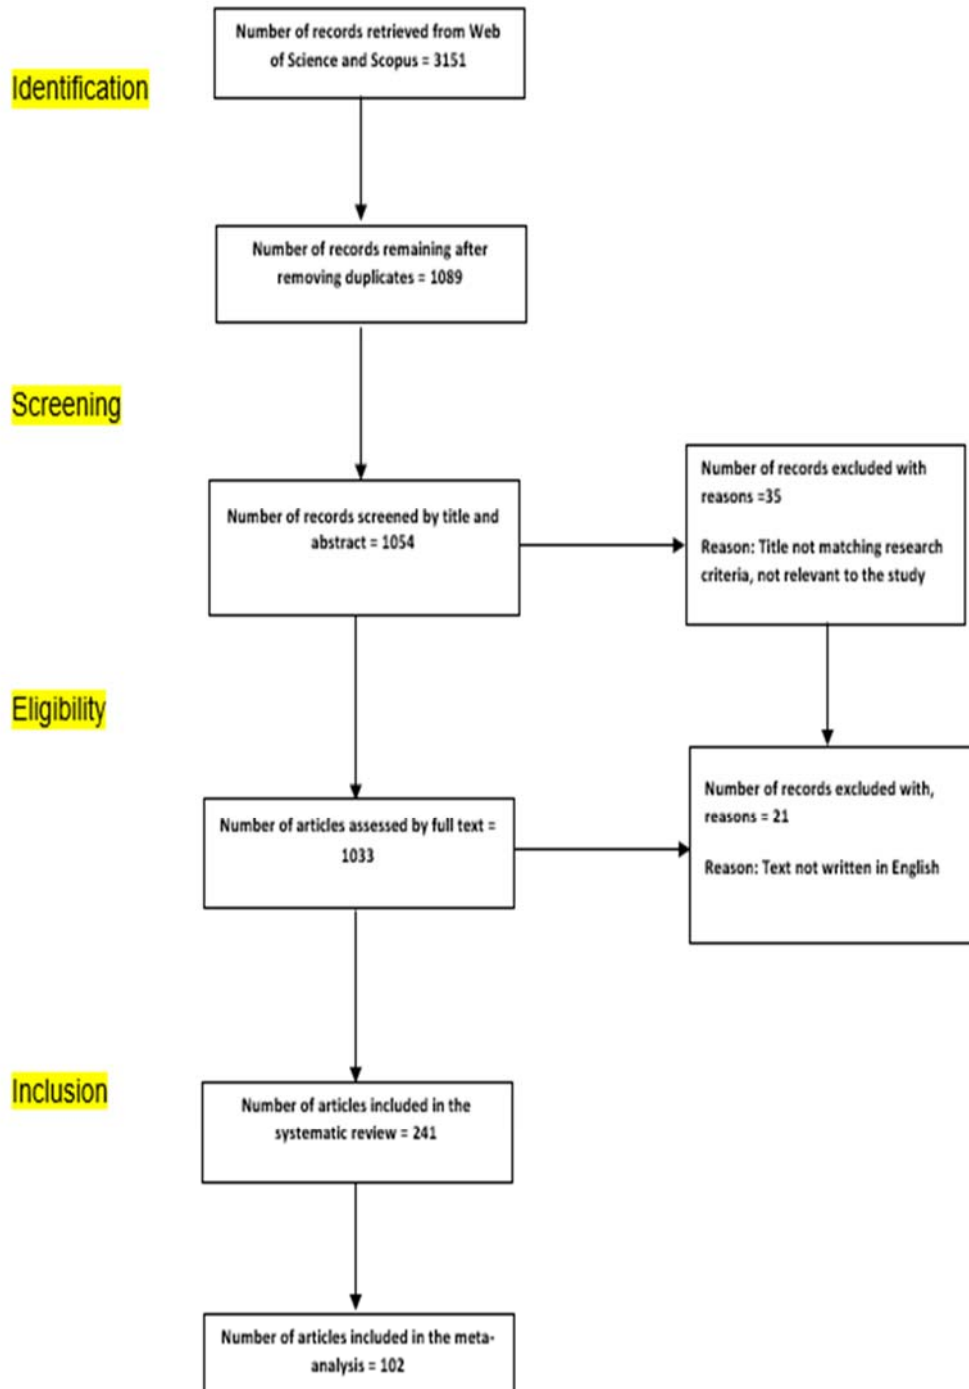 Number of records retrieved from Web
of Science and Scopus = 3151
Identification
Number of records remaining after
removing duplicates = 1089
Screening
Number of records screened by title and
abstract = 1054
Number of records excluded with
reasons =35
Reason: Title not matching research
criteria, not relevant to the study
Eligibility
Number of articles assessed by full text =
1033
Number of records excluded with,
reasons = 21
Reason: Text not written in English
Inclusion
Number of articles included in the
systematic review = 241
Number of articles included in the meta-
analysis = 102